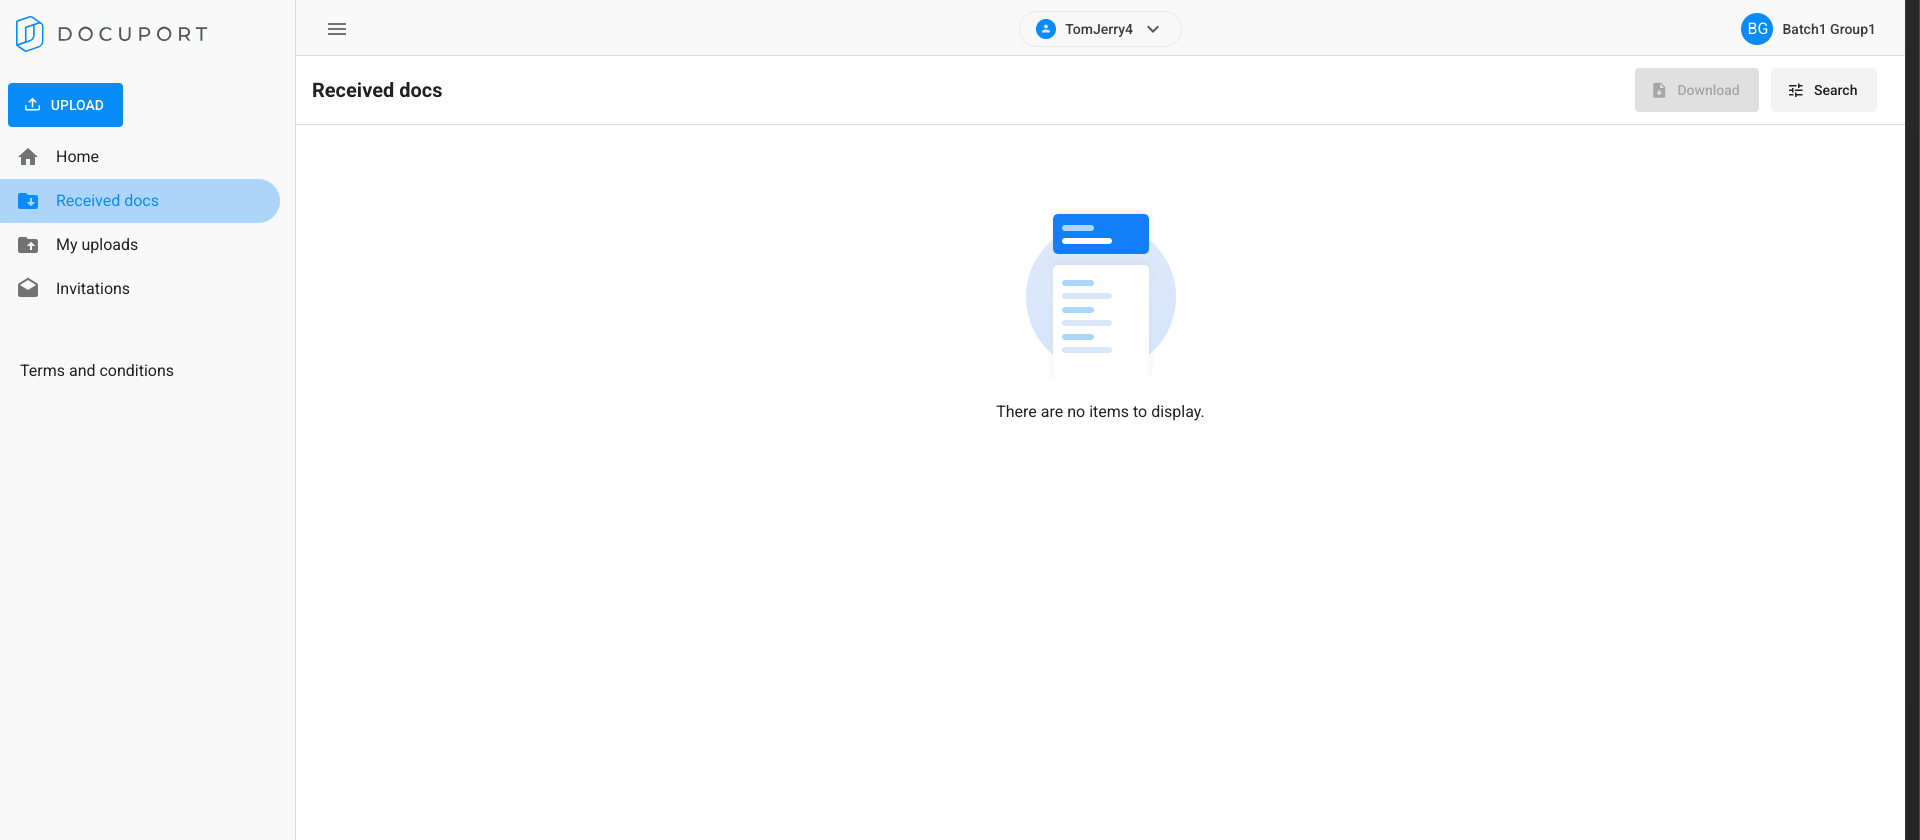 DOCUPORT
TomJerry4
BG Batch1 Group1
UPLOAD
Home
Received docs
My uploads
Invitations
Terms and conditions
Received docs
Download
Search
There are no items to display.